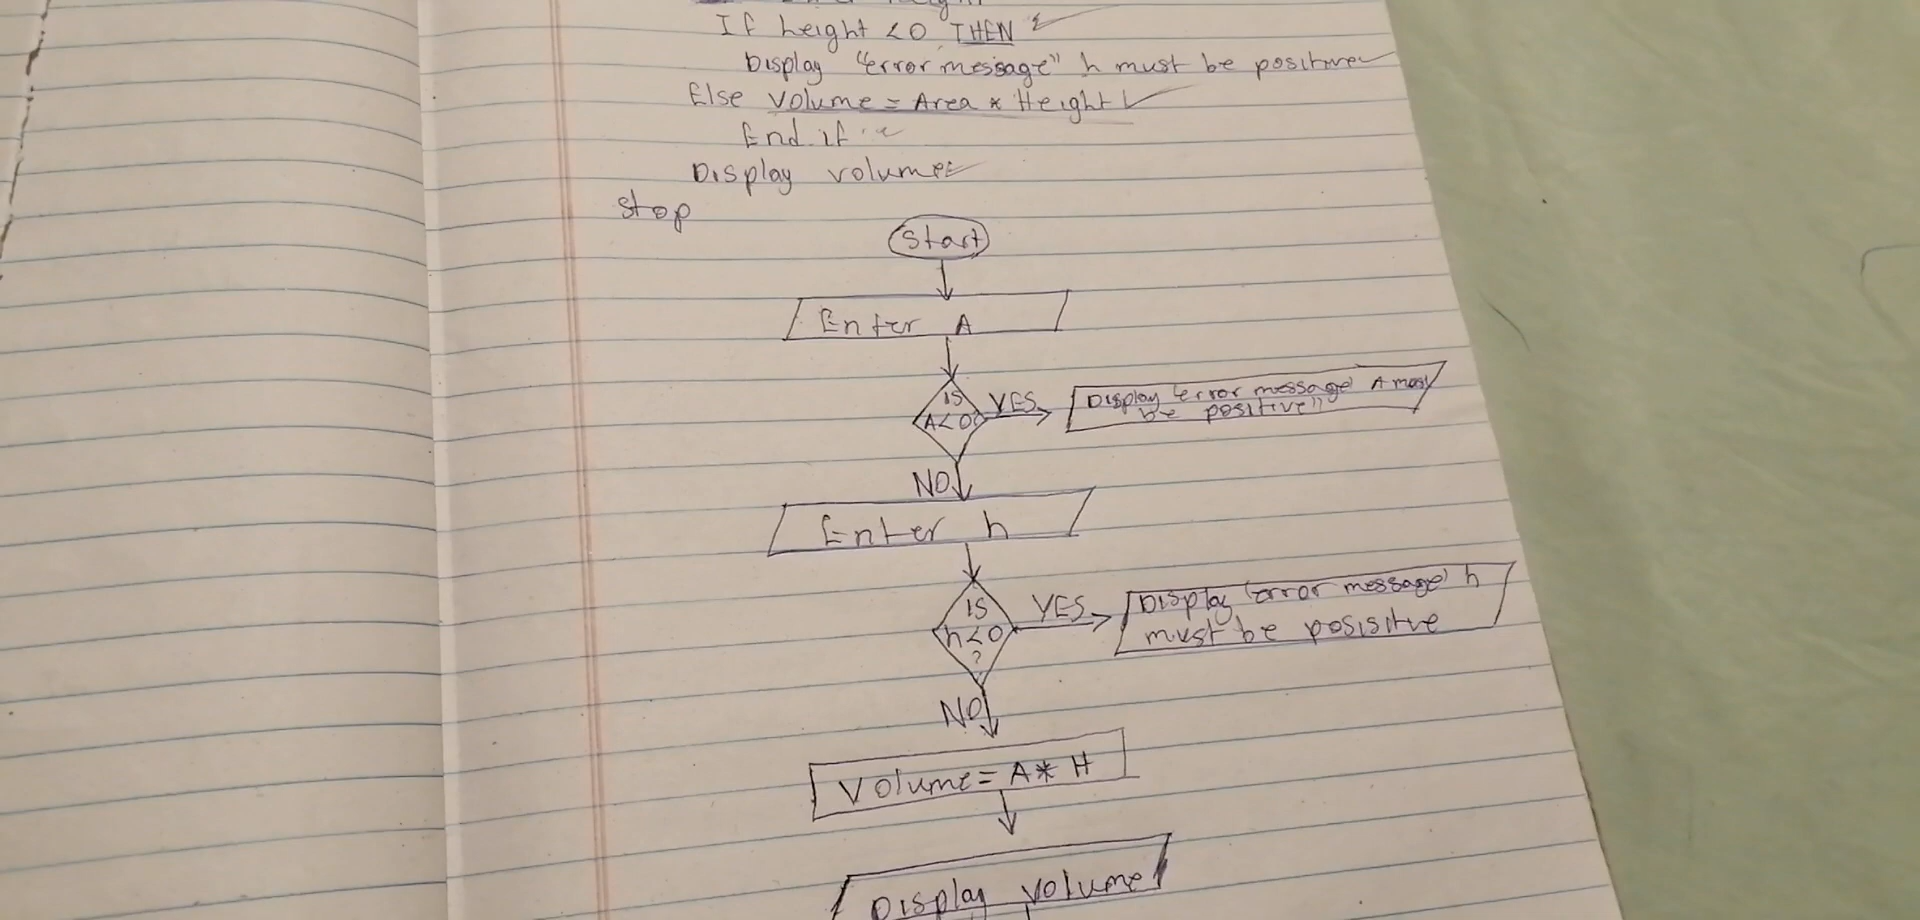 If height <0 THEN
Display "error message" h must be positive
Else Volume = Area * Height
End if
Display volume
Stop
Start
Enter A
Is A<0?
YES
Display "error message" A must
be positive"
NO
Enter h
Is
h<0
?
YES
Display "error message" h
must be posisitve
NO
Volume = A * H
Display volume